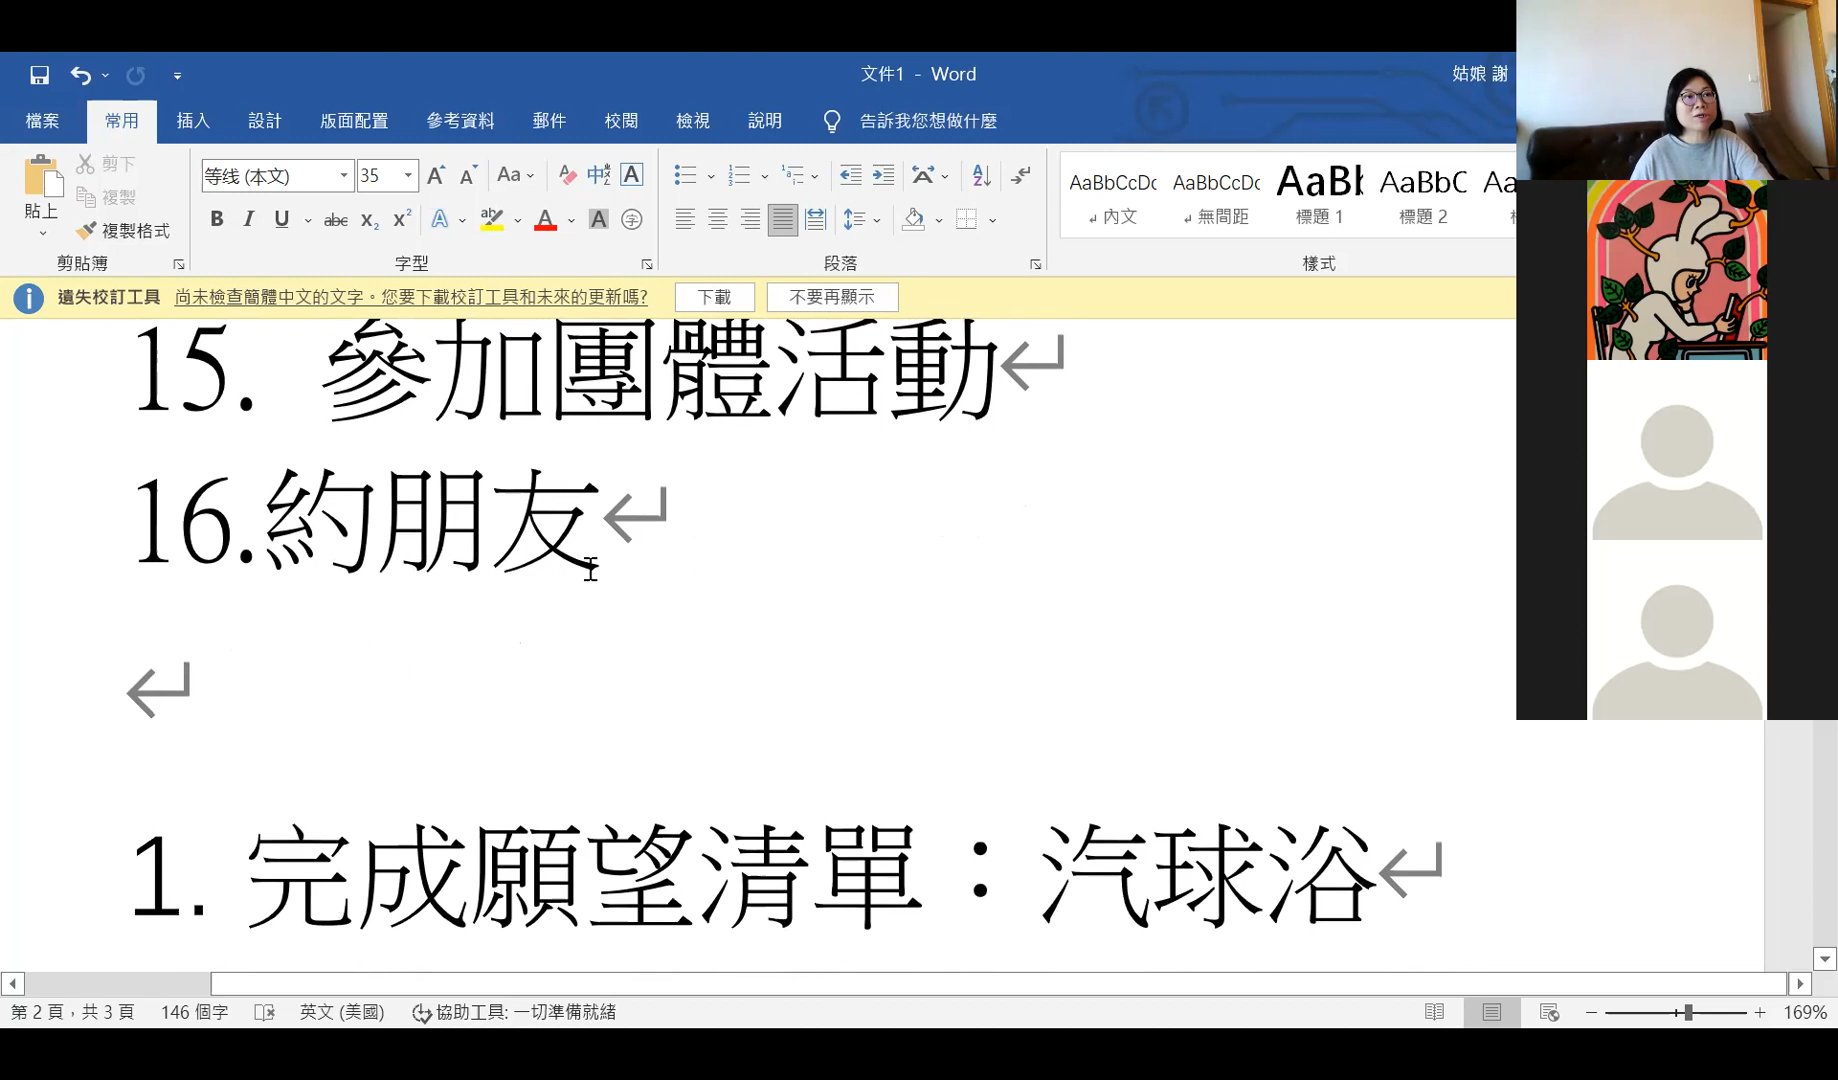 文件1 - Word
姑娘 謝
檔案 常用 插入 設計 版面配置 參考資料 郵件 校閱 檢視 說明 告訴我您想做什麼
貼上
剪下
複製
複製格式
剪貼簿
等线 (本文) 35
字型
段落
AaBbCcDc AaBbCcDc AaBb AaBbC Aa
內文 無間距 標題 1 標題 2
樣式
遺失校訂工具 尚未檢查簡體中文的文字。您要下載校訂工具和未來的更新嗎? 下載 不要再顯示
15. 參加團體活動
16.約朋友
1. 完成願望清單：汽球浴
第 2 頁，共 3 頁 146 個字 英文 (美國) 協助工具: 一切準備就緒 169%